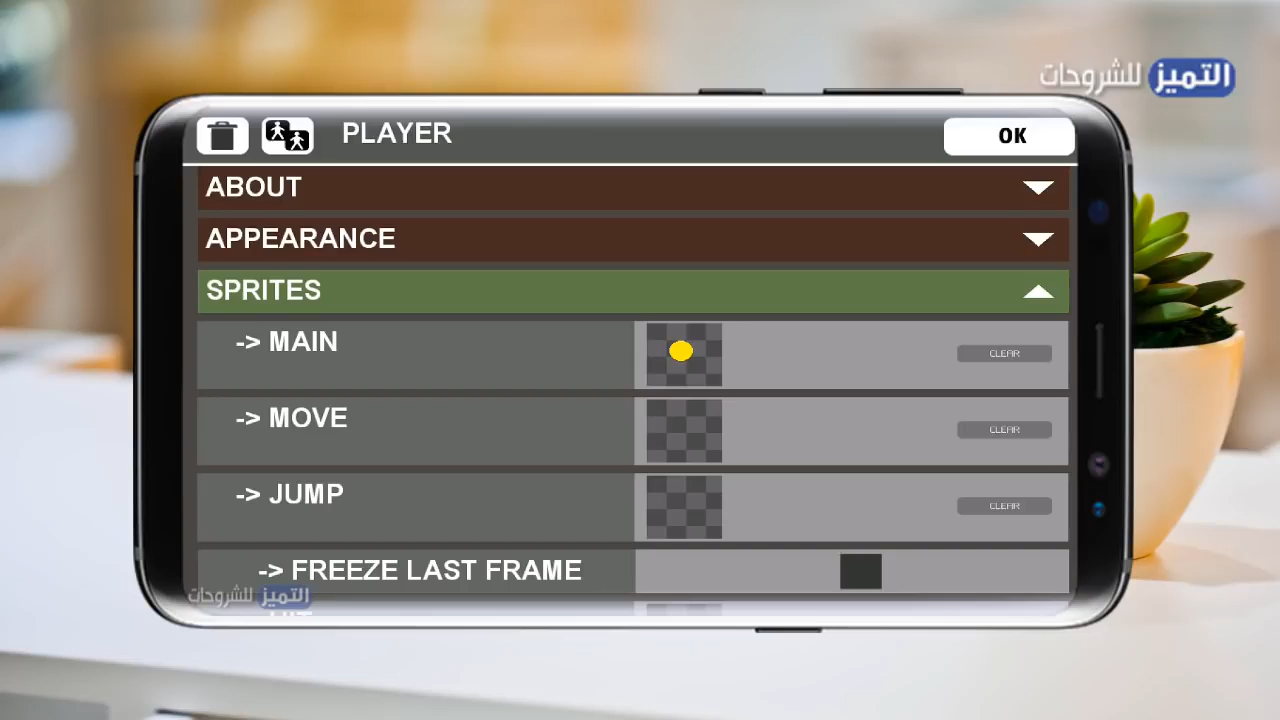 التميز للشروحات
PLAYER
OK
ABOUT
APPEARANCE
SPRITES
-> MAIN
CLEAR
-> MOVE
CLEAR
-> JUMP
CLEAR
-> FREEZE LAST FRAME
التميز للشروحات